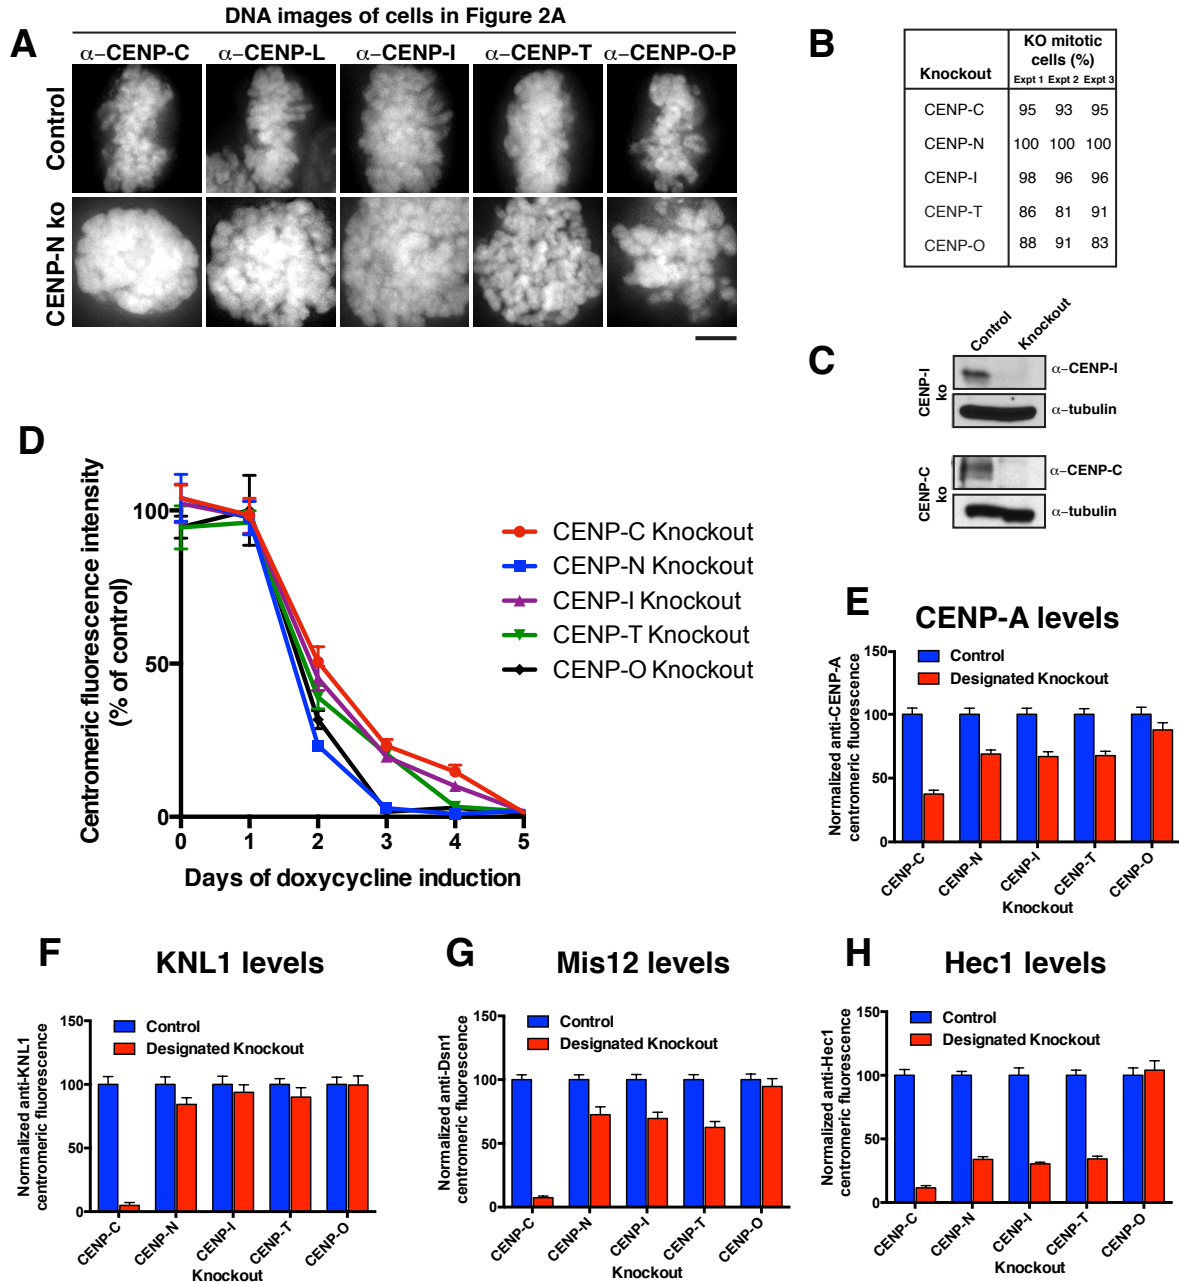 DNA images of cells in Figure 2A
A
α–CENP-C α–CENP-L α–CENP-I α–CENP-T α–CENP-O-P
Control
CENP-N ko
B
Knockout
KO mitotic
cells (%)
Expt 1 Expt 2 Expt 3
CENP-C 95 93 95
CENP-N 100 100 100
CENP-I 98 96 96
CENP-T 86 81 91
CENP-O 88 91 83
C
Control Knockout
CENP-I
ko
α–CENP-I
α–tubulin
CENP-C
ko
α–CENP-C
α–tubulin
D
Centromeric fluorescence intensity
(% of control)
100
50
0
0 1 2 3 4 5
Days of doxycycline induction
CENP-C Knockout
CENP-N Knockout
CENP-I Knockout
CENP-T Knockout
CENP-O Knockout
E
CENP-A levels
Control
Designated Knockout
Normalized anti-CENP-A
centromeric fluorescence
150
100
50
0
CENP-C CENP-N CENP-I CENP-T CENP-O
Knockout
F
KNL1 levels
Control
Designated Knockout
Normalized anti-KNL1
centromeric fluorescence
150
100
50
0
CENP-C CENP-N CENP-I CENP-T CENP-O
Knockout
G
Mis12 levels
Control
Designated Knockout
Normalized anti-Dsn1
centromeric fluorescence
150
100
50
0
CENP-C CENP-N CENP-I CENP-T CENP-O
Knockout
H
Hec1 levels
Control
Designated Knockout
Normalized anti-Hec1
centromeric fluorescence
150
100
50
0
CENP-C CENP-N CENP-I CENP-T CENP-O
Knockout